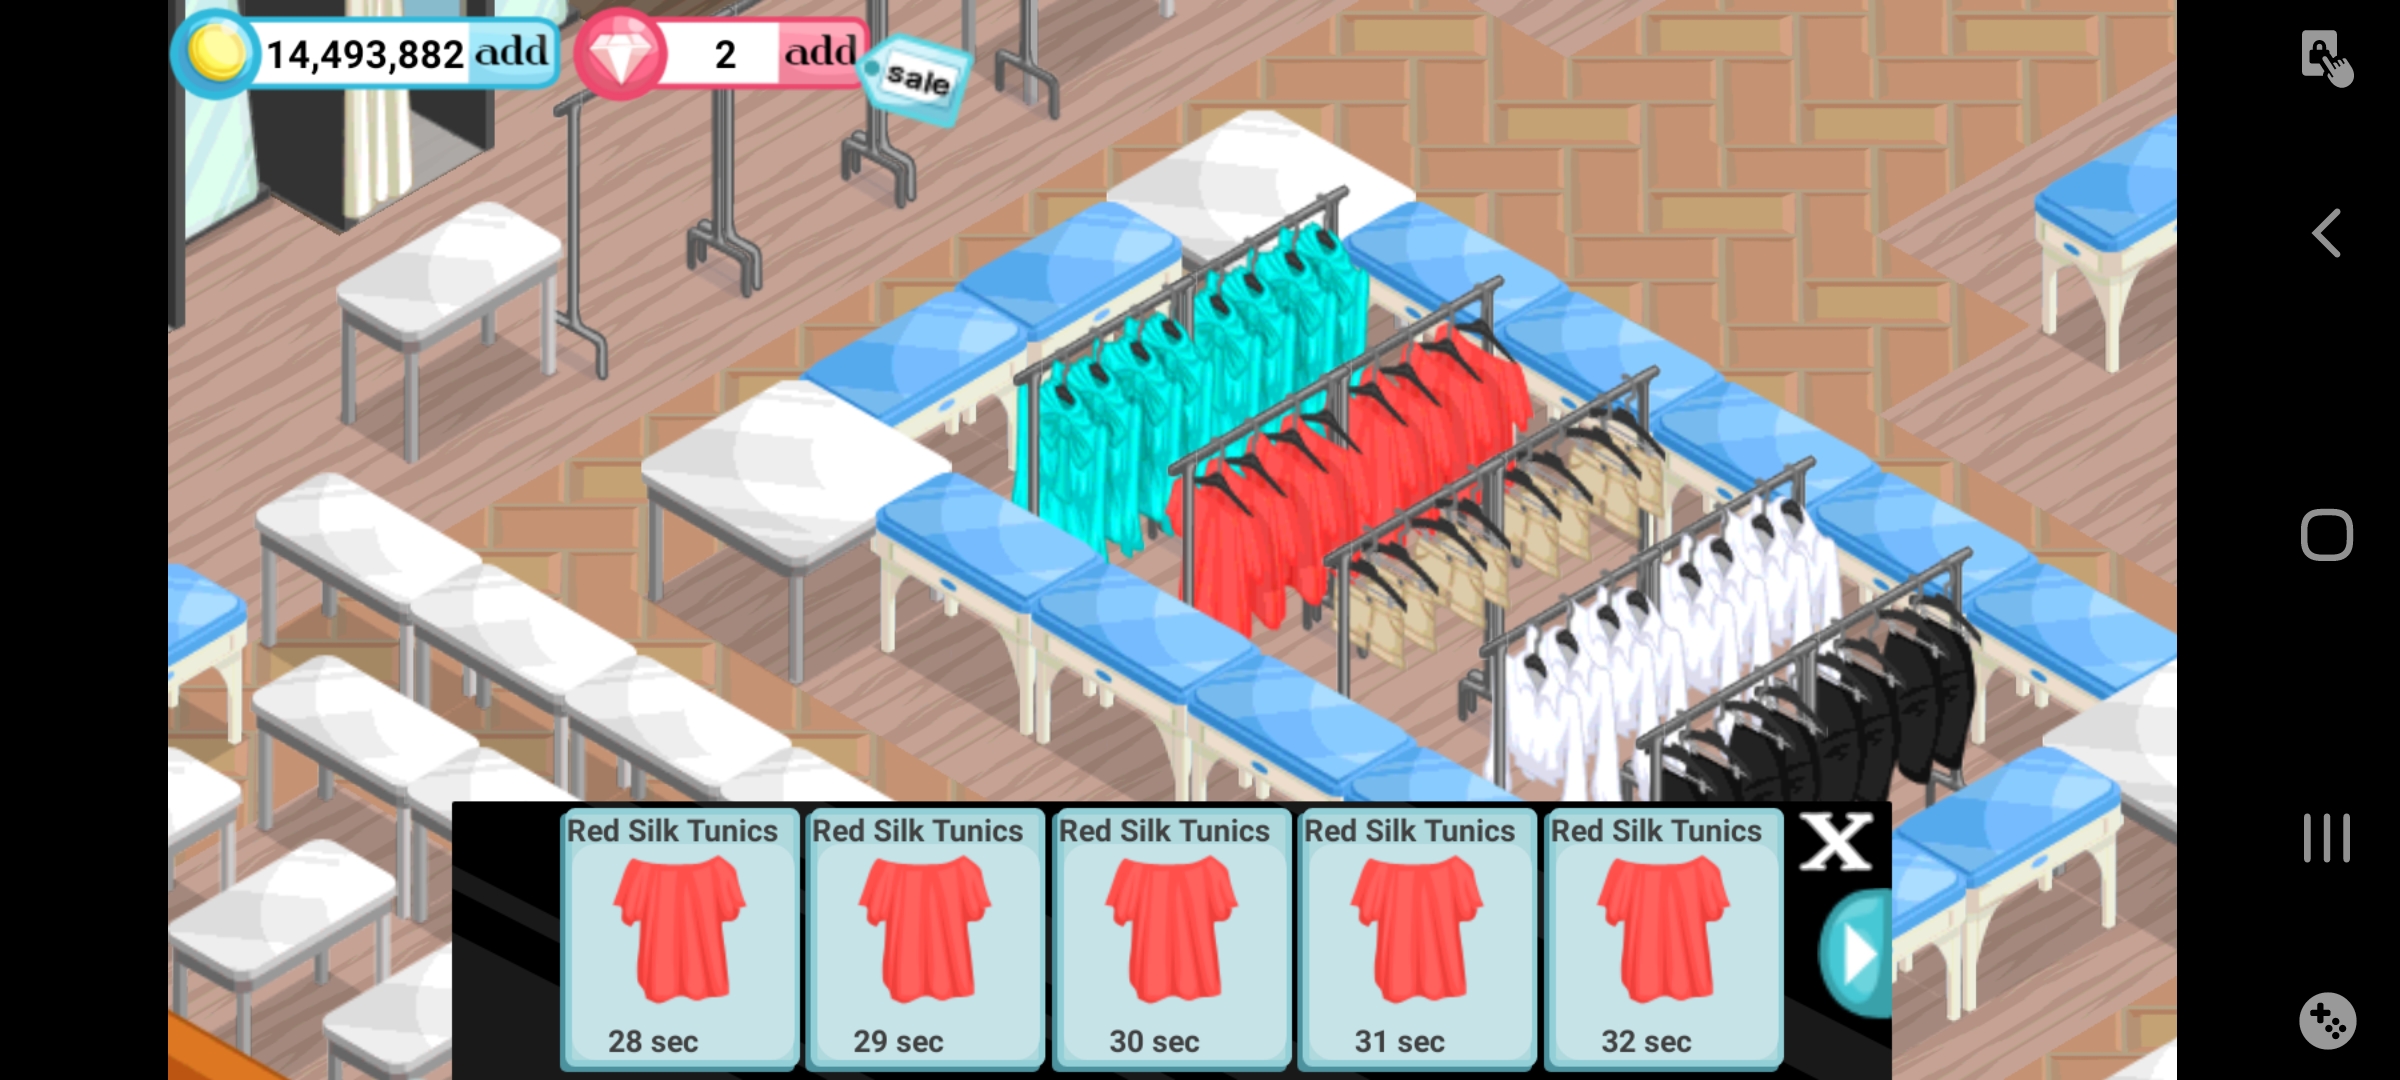 14,493,882 add
2 add
sale
Red Silk Tunics
28 sec
Red Silk Tunics
29 sec
Red Silk Tunics
30 sec
Red Silk Tunics
31 sec
Red Silk Tunics
32 sec
X